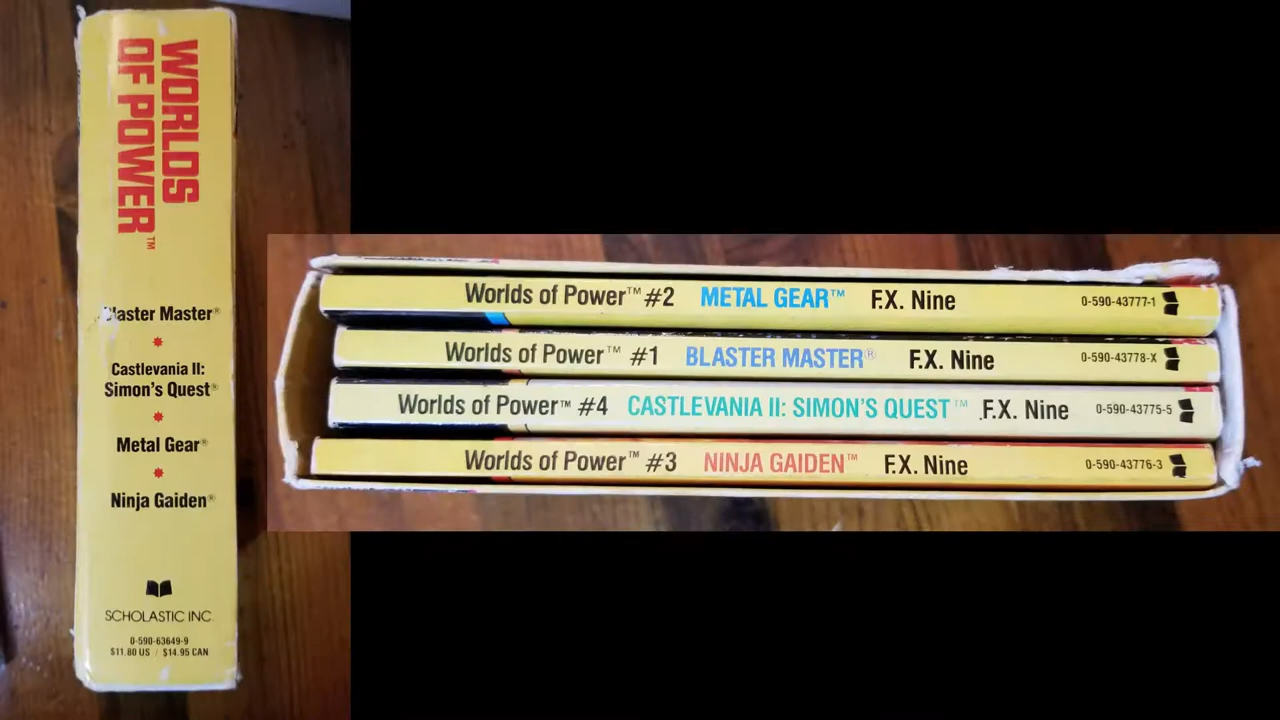 WORLDS
OF POWER™
Blaster Master®
Castlevania II:
Simon's Quest®
Metal Gear®
Ninja Gaiden®
SCHOLASTIC INC.
0-590-63649-9
$11.80 US / $14.95 CAN
Worlds of Power™ #2 METAL GEAR™ F.X. Nine 0-590-43777-1
Worlds of Power™ #1 BLASTER MASTER® F.X. Nine 0-590-43778-X
Worlds of Power™ #4 CASTLEVANIA II: SIMON'S QUEST™ F.X. Nine 0-590-43775-5
Worlds of Power™ #3 NINJA GAIDEN™ F.X. Nine 0-590-43776-3